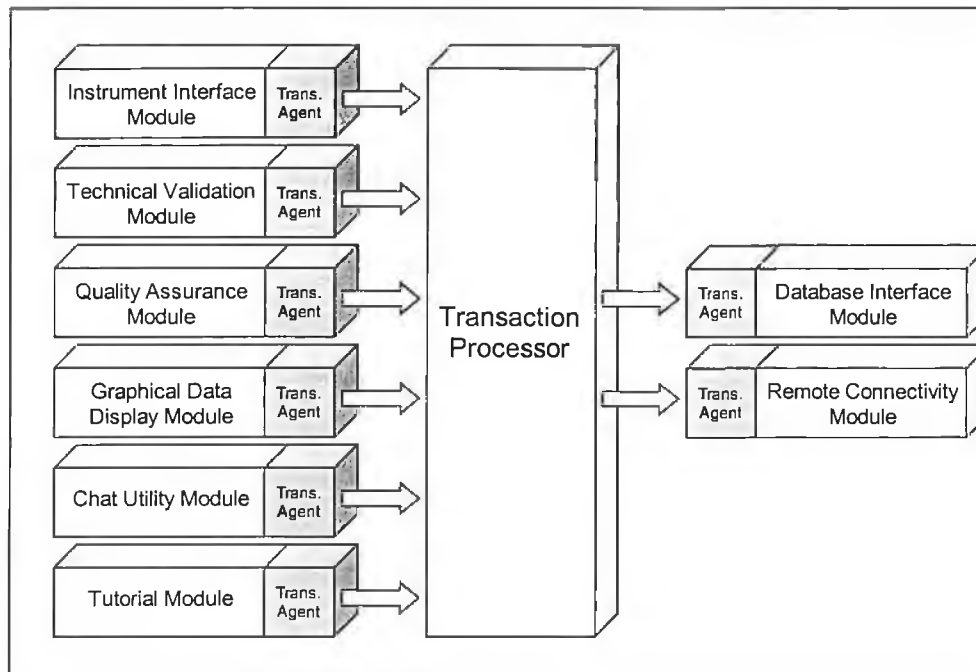 Instrument Interface
Module
Trans.
Agent
Technical Validation
Module
Trans.
Agent
Quality Assurance
Module
Trans.
Agent
Graphical Data
Display Module
Trans.
Agent
Chat Utility Module
Trans.
Agent
Tutorial Module
Trans.
Agent
Transaction
Processor
Trans.
Agent
Database Interface
Module
Trans.
Agent
Remote Connectivity
Module